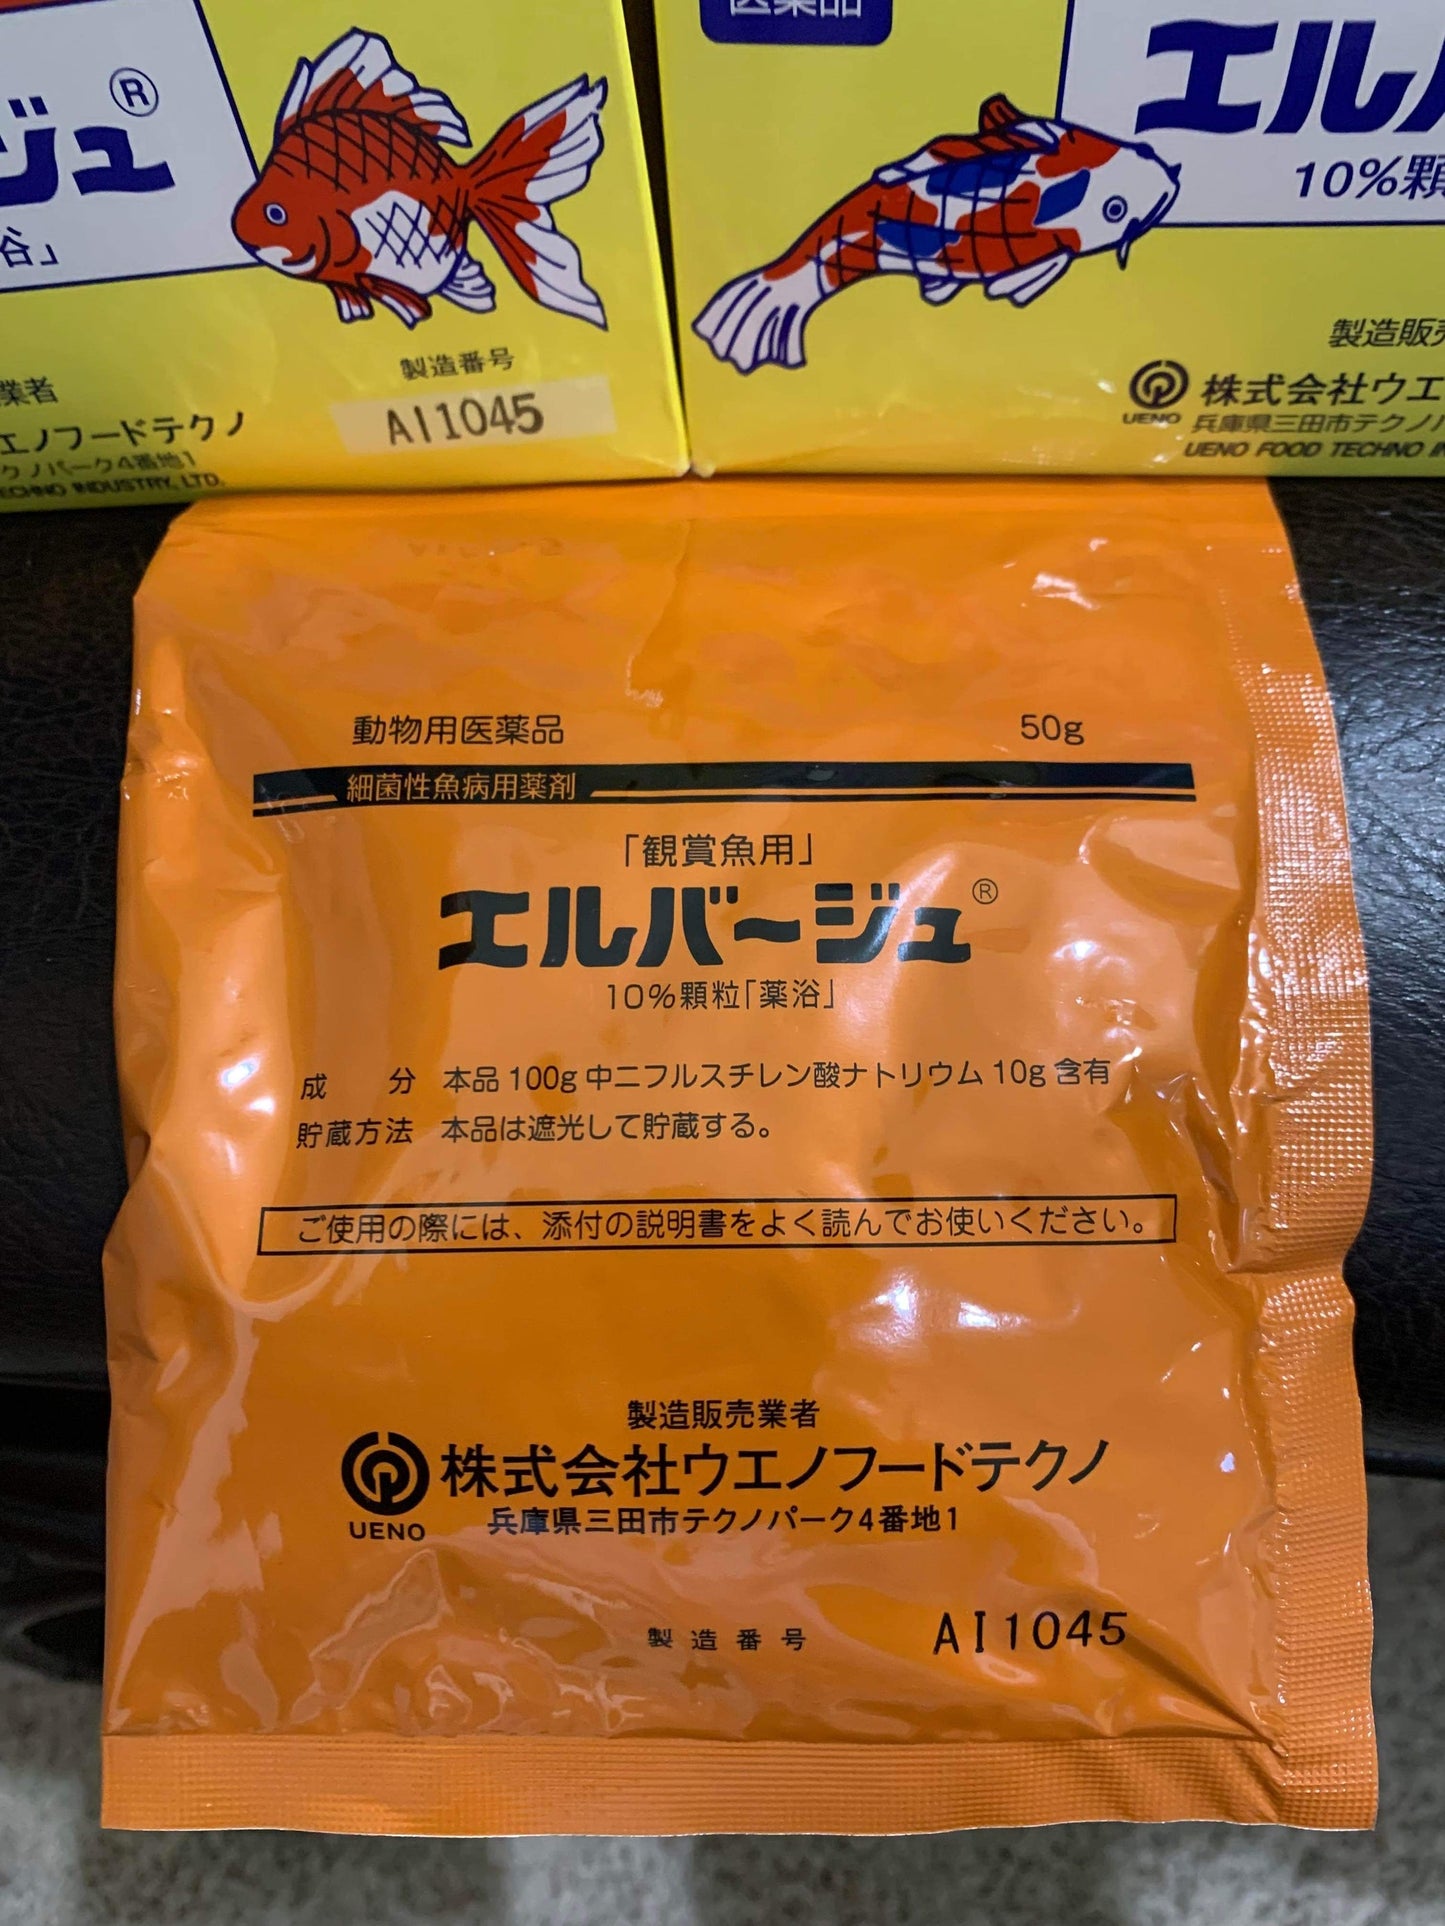 ージュ®
浴」
業者
エノフードテクノ
クノパーク4番地1
ECHNO INDUSTRY, LTD.
製造番号
AI1045
医薬品
エルバ
10%顆
製造販売
株式会社ウエ
UENO
兵庫県三田市テクノパ
UENO FOOD TECHNO IN
動物用医薬品 50g
細菌性魚病用薬剤
「観賞魚用」
エルバージュ®
10%顆粒「薬浴」
成 分 本品100g中ニフルスチレン酸ナトリウム10g含有
貯蔵方法 本品は遮光して貯蔵する。
ご使用の際には、添付の説明書をよく読んでお使いください。
製造販売業者
株式会社ウエノフードテクノ
UENO
兵庫県三田市テクノパーク4番地1
製造番号 AI1045